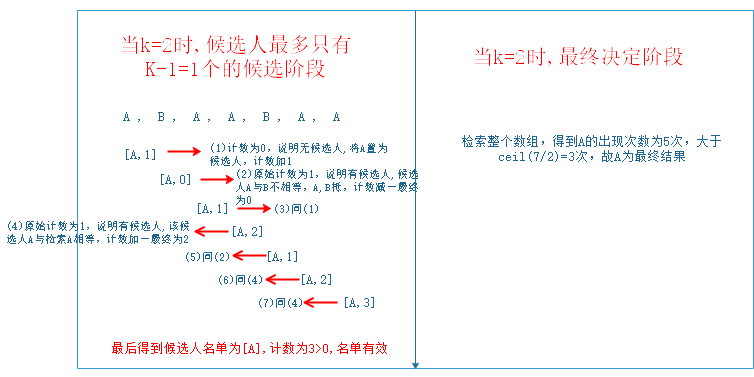 当k=2时,候选人最多只有
K-1=1个的候选阶段
A , B , A , A , B , A , A
[A,1]
(1)计数为0，说明无候选人,将A置为
候选人，计数加1
[A,0]
(2)原始计数为1，说明有候选人,候选
人A与B不相等，A,B抵，计数减一最终
为0
[A,1]
(3)同(1)
(4)原始计数为1，说明有候选人,该候
选人A与检索A相等，计数加一最终为2
[A,2]
(5)同(2)
[A,1]
(6)同(4)
[A,2]
(7)同(4)
[A,3]
最后得到候选人名单为[A],计数为3>0,名单有效
当k=2时,最终决定阶段
检索整个数组，得到A的出现次数为5次，大于
ceil(7/2)=3次，故A为最终结果